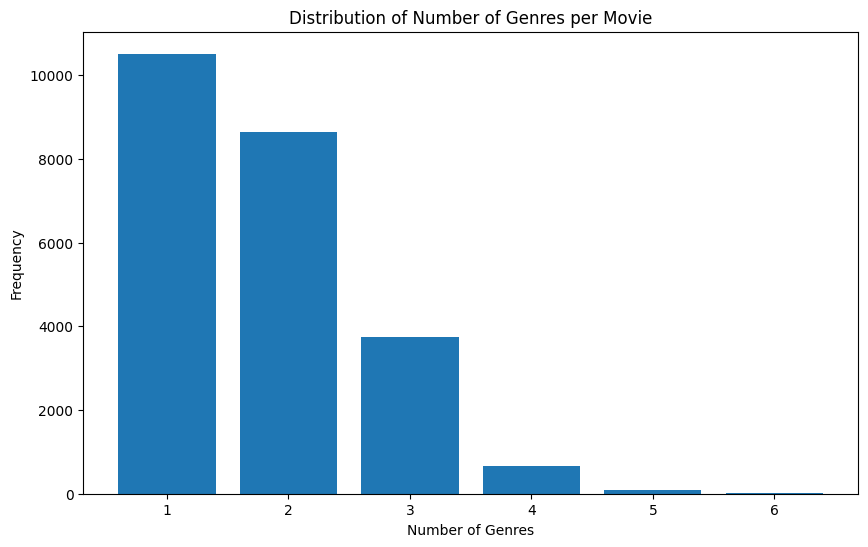 Distribution of Number of Genres per Movie
10000
8000
6000
4000
2000
0
Frequency
1 2 3 4 5 6
Number of Genres